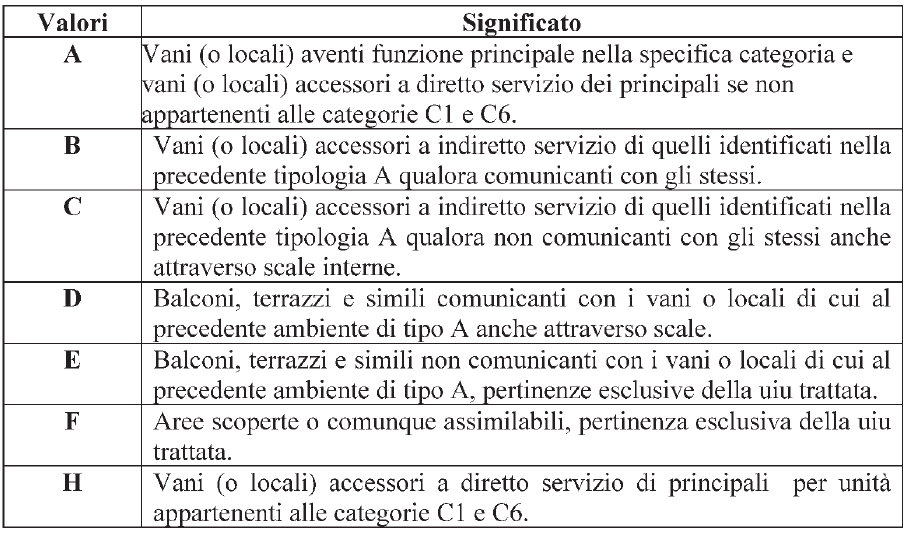 Valori Significato
A Vani (o locali) aventi funzione principale nella specifica categoria e
vani (o locali) accessori a diretto servizio dei principali se non
appartenenti alle categorie C1 e C6.
B Vani (o locali) accessori a indiretto servizio di quelli identificati nella
precedente tipologia A qualora comunicanti con gli stessi.
C Vani (o locali) accessori a indiretto servizio di quelli identificati nella
precedente tipologia A qualora non comunicanti con gli stessi anche
attraverso scale interne.
D Balconi, terrazzi e simili comunicanti con i vani o locali di cui al
precedente ambiente di tipo A anche attraverso scale.
E Balconi, terrazzi e simili non comunicanti con i vani o locali di cui al
precedente ambiente di tipo A, pertinenze esclusive della uiu trattata.
F Aree scoperte o comunque assimilabili, pertinenza esclusiva della uiu
trattata.
H Vani (o locali) accessori a diretto servizio di principali per unità
appartenenti alle categorie C1 e C6.